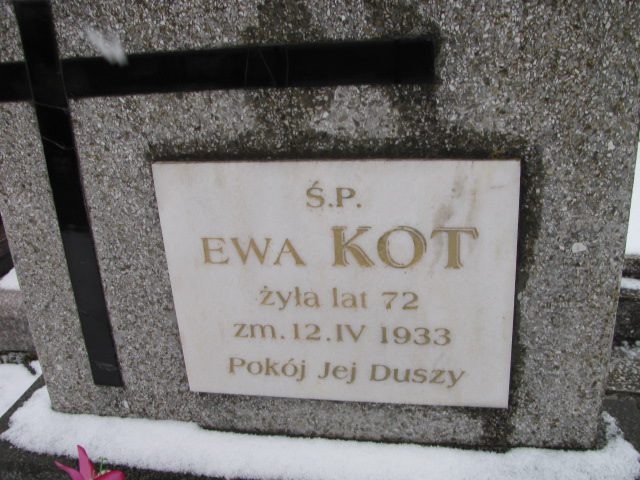 Ś.P.
EWA KOT
żyła lat 72
zm. 12. IV 1933
Pokój Jej Duszy